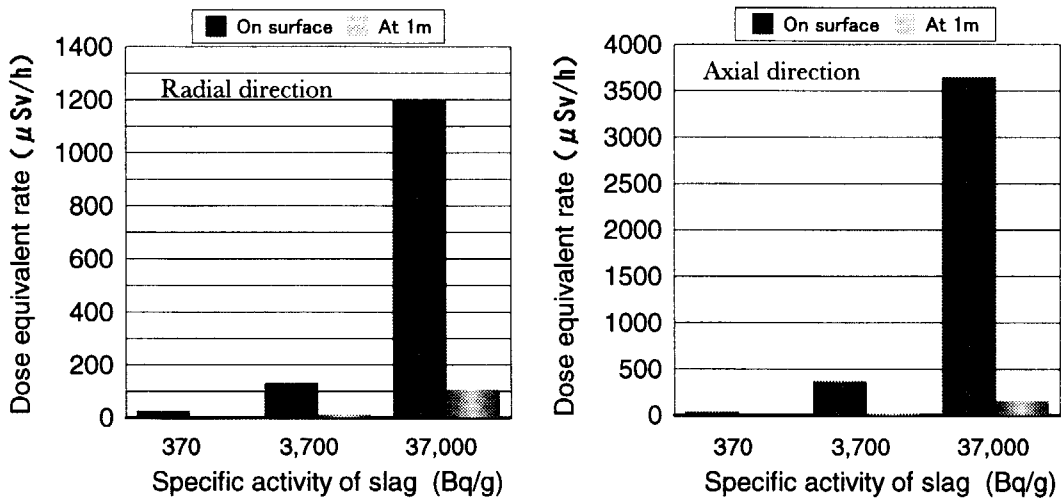 On surface At 1m
Radial direction
Dose equivalent rate (μSv/h)
1400
1200
1000
800
600
400
200
0
370 3,700 37,000
Specific activity of slag (Bq/g)
On surface At 1m
Axial direction
Dose equivalent rate (μSv/h)
4000
3500
3000
2500
2000
1500
1000
500
0
370 3,700 37,000
Specific activity of slag (Bq/g)